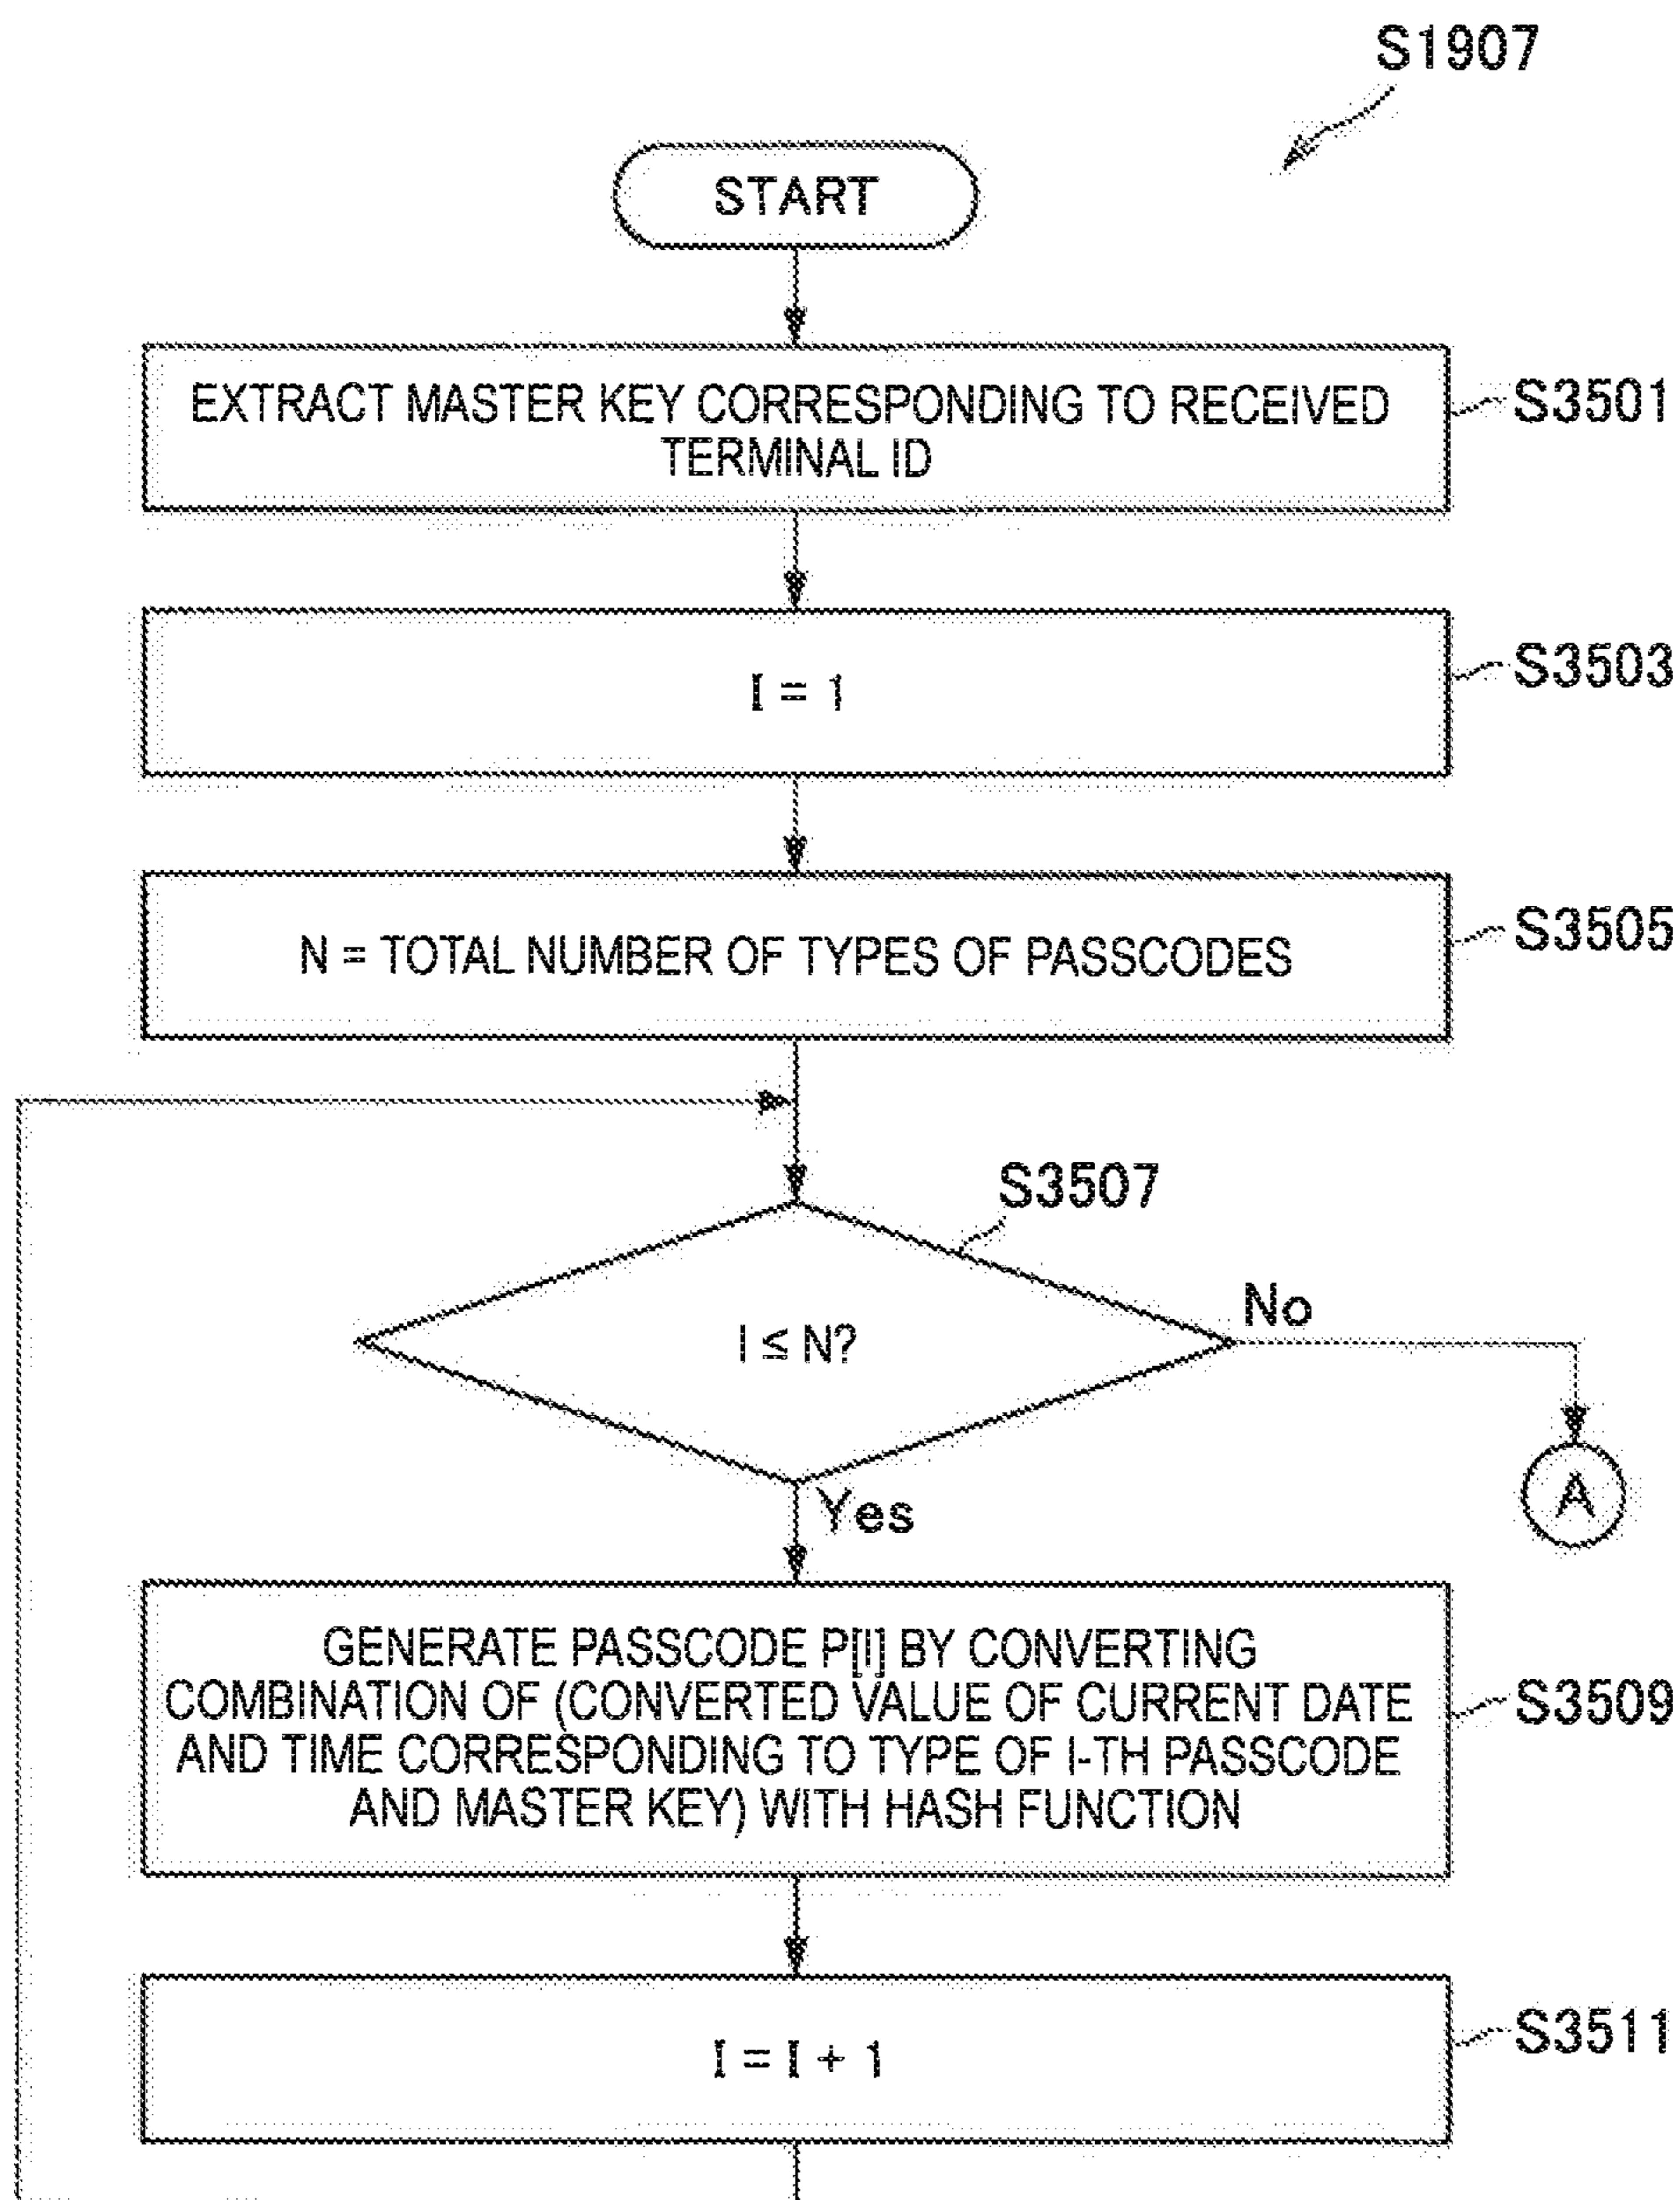 S1907
START
EXTRACT MASTER KEY CORRESPONDING TO RECEIVED
TERMINAL ID
S3501
I = 1
S3503
N = TOTAL NUMBER OF TYPES OF PASSCODES
S3505
S3507
I ≤ N?
No
A
Yes
GENERATE PASSCODE P[I] BY CONVERTING
COMBINATION OF (CONVERTED VALUE OF CURRENT DATE
AND TIME CORRESPONDING TO TYPE OF I-TH PASSCODE
AND MASTER KEY) WITH HASH FUNCTION
S3509
I = I + 1
S3511